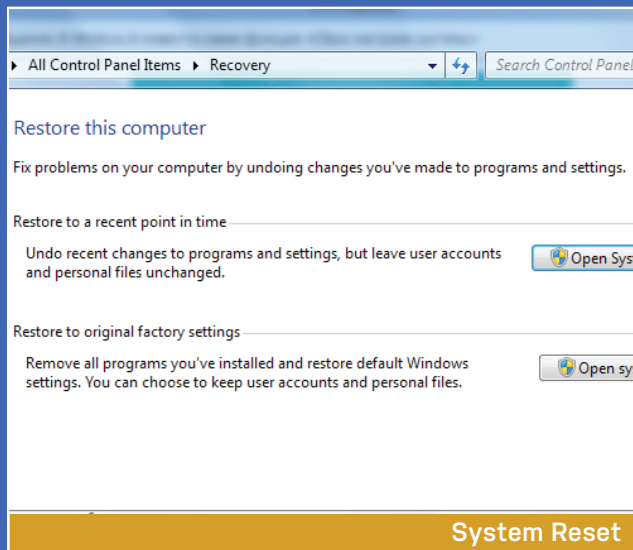 All Control Panel Items Recovery Search Control Panel
Restore this computer
Fix problems on your computer by undoing changes you've made to programs and settings.
Restore to a recent point in time
Undo recent changes to programs and settings, but leave user accounts
and personal files unchanged.
Open Sys
Restore to original factory settings
Remove all programs you've installed and restore default Windows
settings. You can choose to keep user accounts and personal files.
Open sy
System Reset